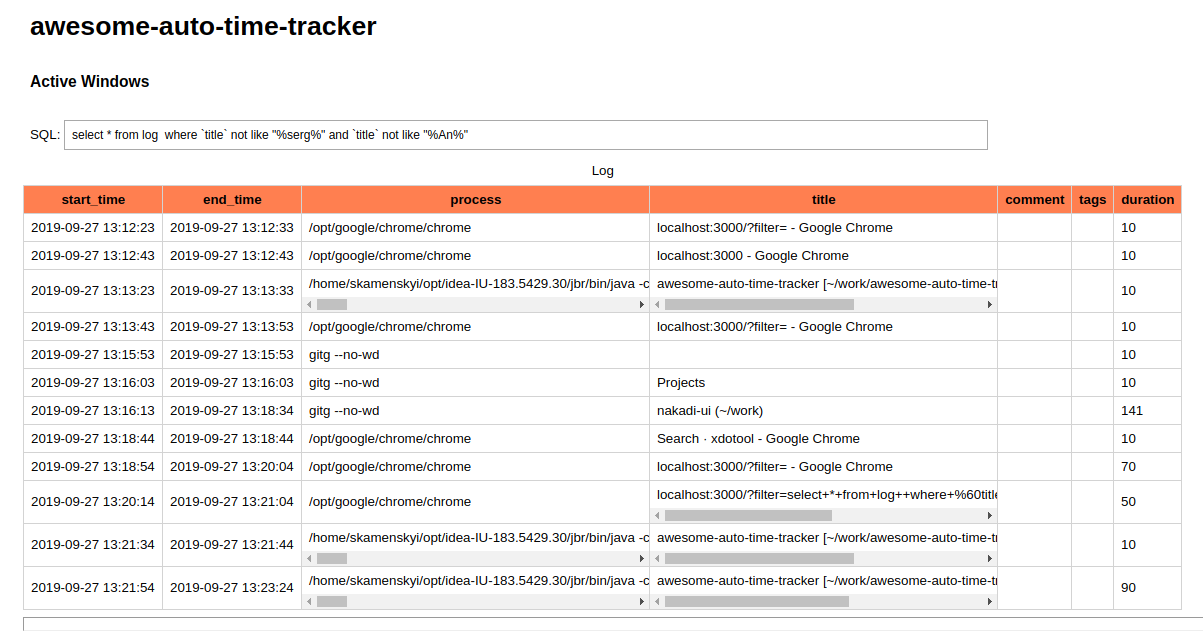 awesome-auto-time-tracker
Active Windows
SQL: select * from log  where `title` not like "%serg%" and `title` not like "%An%"
Log
start_time end_time process title comment tags duration
2019-09-27 13:12:23 2019-09-27 13:12:33 /opt/google/chrome/chrome localhost:3000/?filter= - Google Chrome 10
2019-09-27 13:12:43 2019-09-27 13:12:43 /opt/google/chrome/chrome localhost:3000 - Google Chrome 10
2019-09-27 13:13:23 2019-09-27 13:13:33 /home/skamenskyi/opt/idea-IU-183.5429.30/jbr/bin/java -c awesome-auto-time-tracker [~/work/awesome-auto-time-tr 10
2019-09-27 13:13:43 2019-09-27 13:13:53 /opt/google/chrome/chrome localhost:3000/?filter= - Google Chrome 10
2019-09-27 13:15:53 2019-09-27 13:15:53 gitg --no-wd 10
2019-09-27 13:16:03 2019-09-27 13:16:03 gitg --no-wd Projects 10
2019-09-27 13:16:13 2019-09-27 13:18:34 gitg --no-wd nakadi-ui (~/work) 141
2019-09-27 13:18:44 2019-09-27 13:18:44 /opt/google/chrome/chrome Search · xdotool - Google Chrome 10
2019-09-27 13:18:54 2019-09-27 13:20:04 /opt/google/chrome/chrome localhost:3000/?filter= - Google Chrome 70
2019-09-27 13:20:14 2019-09-27 13:21:04 /opt/google/chrome/chrome localhost:3000/?filter=select+*+from+log++where+%60title 50
2019-09-27 13:21:34 2019-09-27 13:21:44 /home/skamenskyi/opt/idea-IU-183.5429.30/jbr/bin/java -c awesome-auto-time-tracker [~/work/awesome-auto-time-tr 10
2019-09-27 13:21:54 2019-09-27 13:23:24 /home/skamenskyi/opt/idea-IU-183.5429.30/jbr/bin/java -c awesome-auto-time-tracker [~/work/awesome-auto-time-tr 90